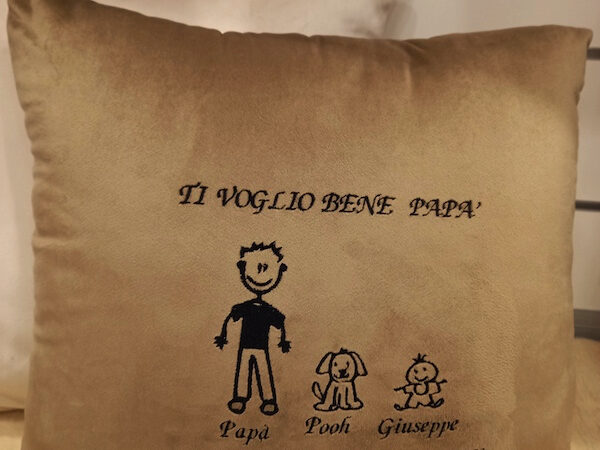 TI VOGLIO BENE PAPA'
Papà Pooh Giuseppe